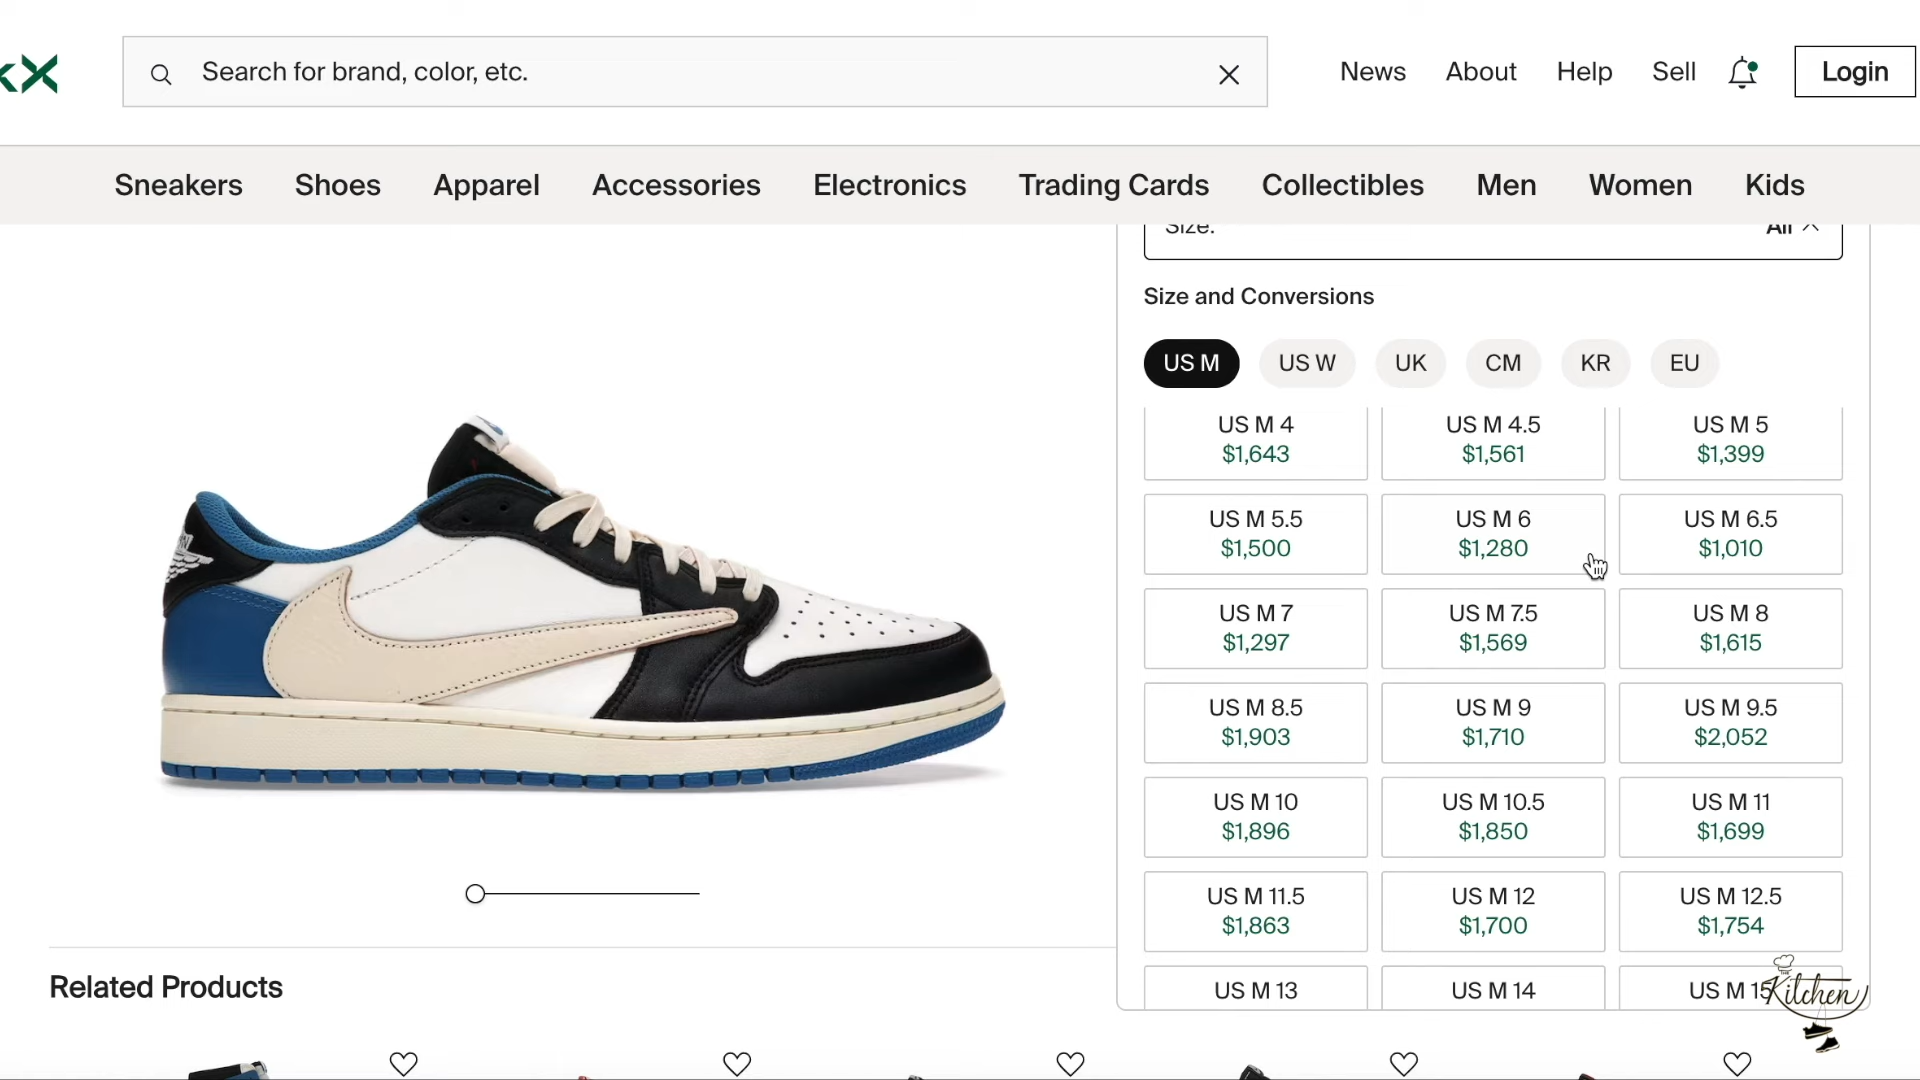 X
Search for brand, color, etc.
News About Help Sell Login
Sneakers Shoes Apparel Accessories Electronics Trading Cards Collectibles Men Women Kids
Size: All
Size and Conversions
US M US W UK CM KR EU
US M 4 US M 4.5 US M 5
$1,643 $1,561 $1,399
US M 5.5 US M 6 US M 6.5
$1,500 $1,280 $1,010
US M 7 US M 7.5 US M 8
$1,297 $1,569 $1,615
US M 8.5 US M 9 US M 9.5
$1,903 $1,710 $2,052
US M 10 US M 10.5 US M 11
$1,896 $1,850 $1,699
US M 11.5 US M 12 US M 12.5
$1,863 $1,700 $1,754
US M 13 US M 14 US M 15
THE
Kitchen
Related Products